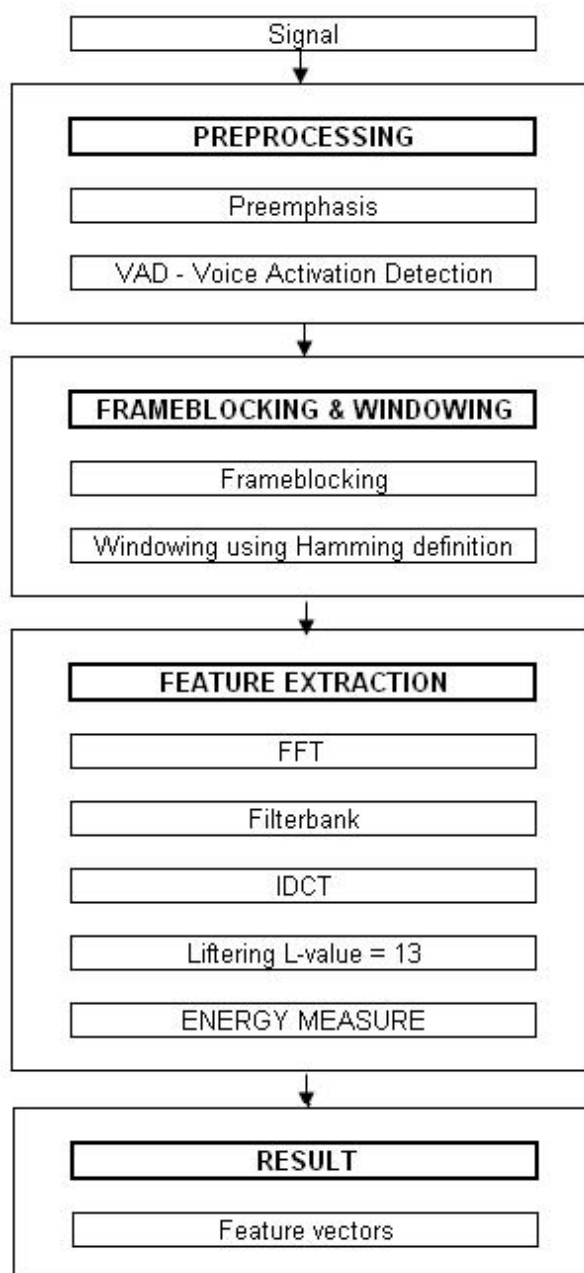 Signal
PREPROCESSING
Preemphasis
VAD - Voice Activation Detection
FRAMEBLOCKING & WINDOWING
Frameblocking
Windowing using Hamming definition
FEATURE EXTRACTION
FFT
Filterbank
IDCT
Liftering L-value = 13
ENERGY MEASURE
RESULT
Feature vectors